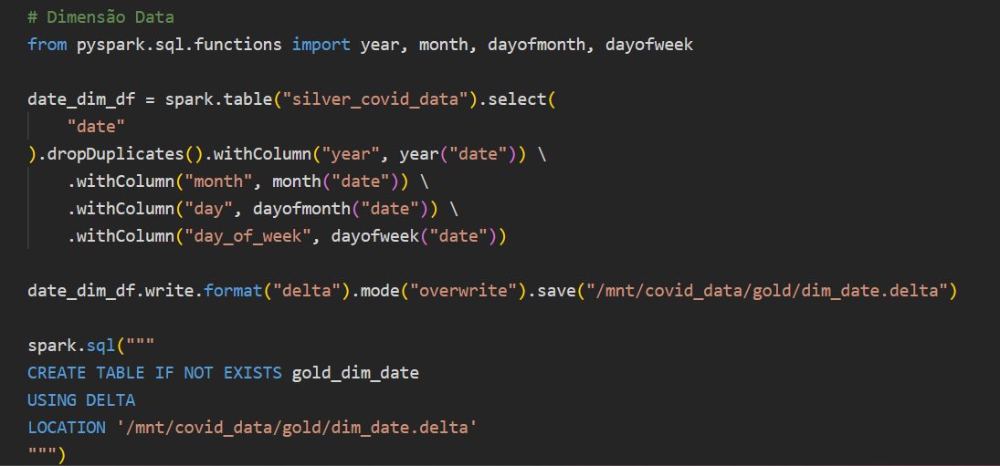 # Dimensão Data
from pyspark.sql.functions import year, month, dayofmonth, dayofweek
date_dim_df = spark.table("silver_covid_data").select(
"date"
).dropDuplicates().withColumn("year", year("date")) \
.withColumn("month", month("date")) \
.withColumn("day", dayofmonth("date")) \
.withColumn("day_of_week", dayofweek("date"))
date_dim_df.write.format("delta").mode("overwrite").save("/mnt/covid_data/gold/dim_date.delta")
spark.sql("""
CREATE TABLE IF NOT EXISTS gold_dim_date
USING DELTA
LOCATION '/mnt/covid_data/gold/dim_date.delta'
""")